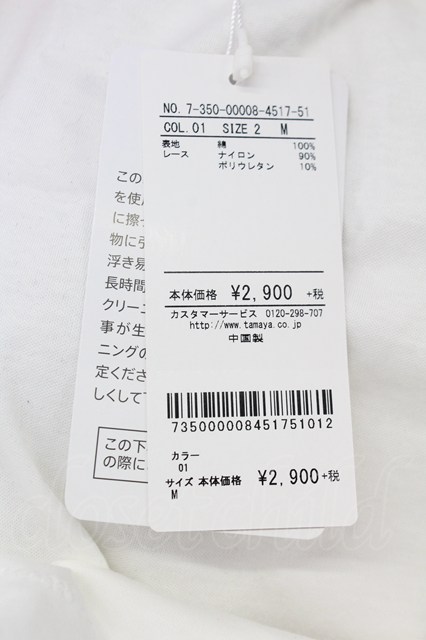 NO. 7-350-00008-4517-51
COL.01 SIZE 2 M
表地 綿 100%
レース ナイロン 90%
ポリウレタン 10%
本体価格 ¥2,900 +税
カスタマーサービス 0120-298-707
http://www.tamaya.co.jp
中国製
735000008451751012
カラー
01
サイズ 本体価格 ¥2,900+税
M
この
を使用
に擦
物に引
浮き易
長時間
クリーニ
事が生
ニングの
定くださ
しくして
この下
の際に
closetchild